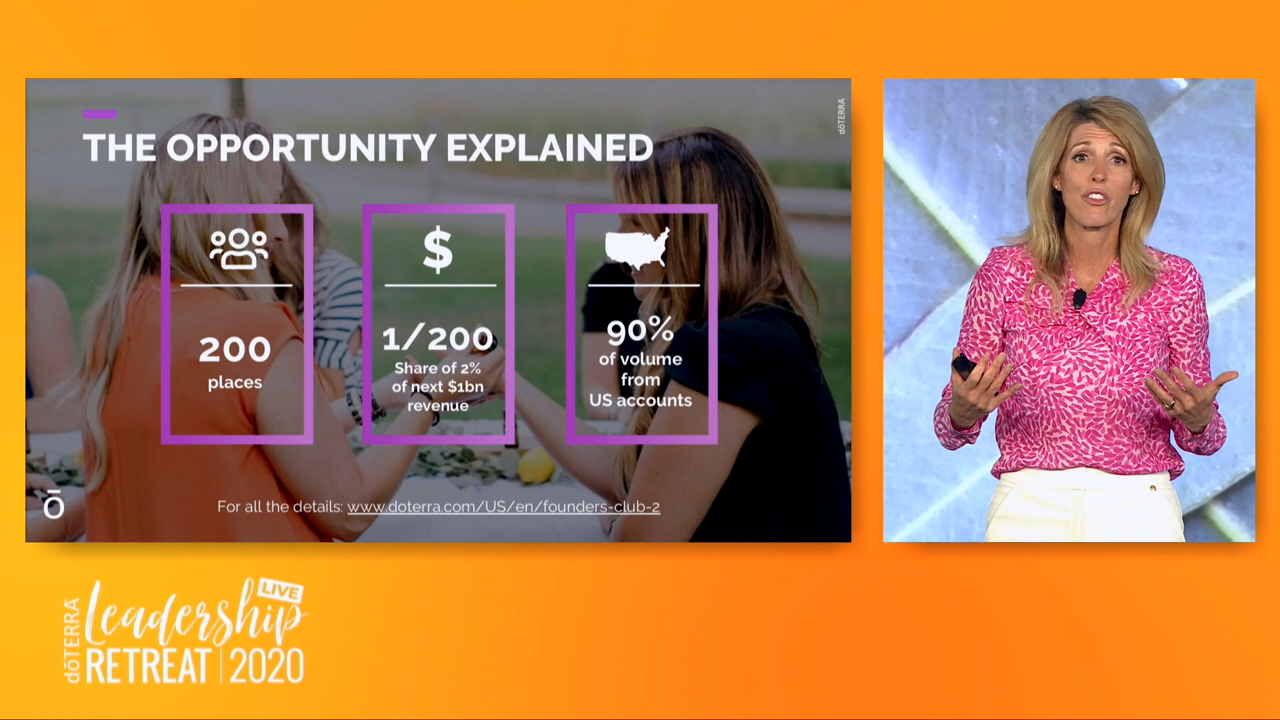 dōTERRA
THE OPPORTUNITY EXPLAINED
200
places
$
1/200
Share of 2%
of next $1bn
revenue
90%
of volume
from
US accounts
For all the details: www.doterra.com/US/en/founders-club-2
Ō
dōTERRA
Leadership
LIVE
RETREAT | 2020